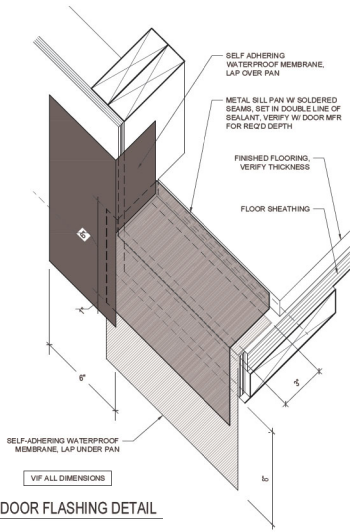 SELF ADHERING
WATERPROOF MEMBRANE,
LAP OVER PAN
METAL SILL PAN W/ SOLDERED
SEAMS, SET IN DOUBLE LINE OF
SEALANT, VERIFY W/ DOOR MFR
FOR REQ'D DEPTH
FINISHED FLOORING,
VERIFY THICKNESS
FLOOR SHEATHING
6"
SELF-ADHERING WATERPROOF
MEMBRANE, LAP UNDER PAN
VIF ALL DIMENSIONS
DOOR FLASHING DETAIL